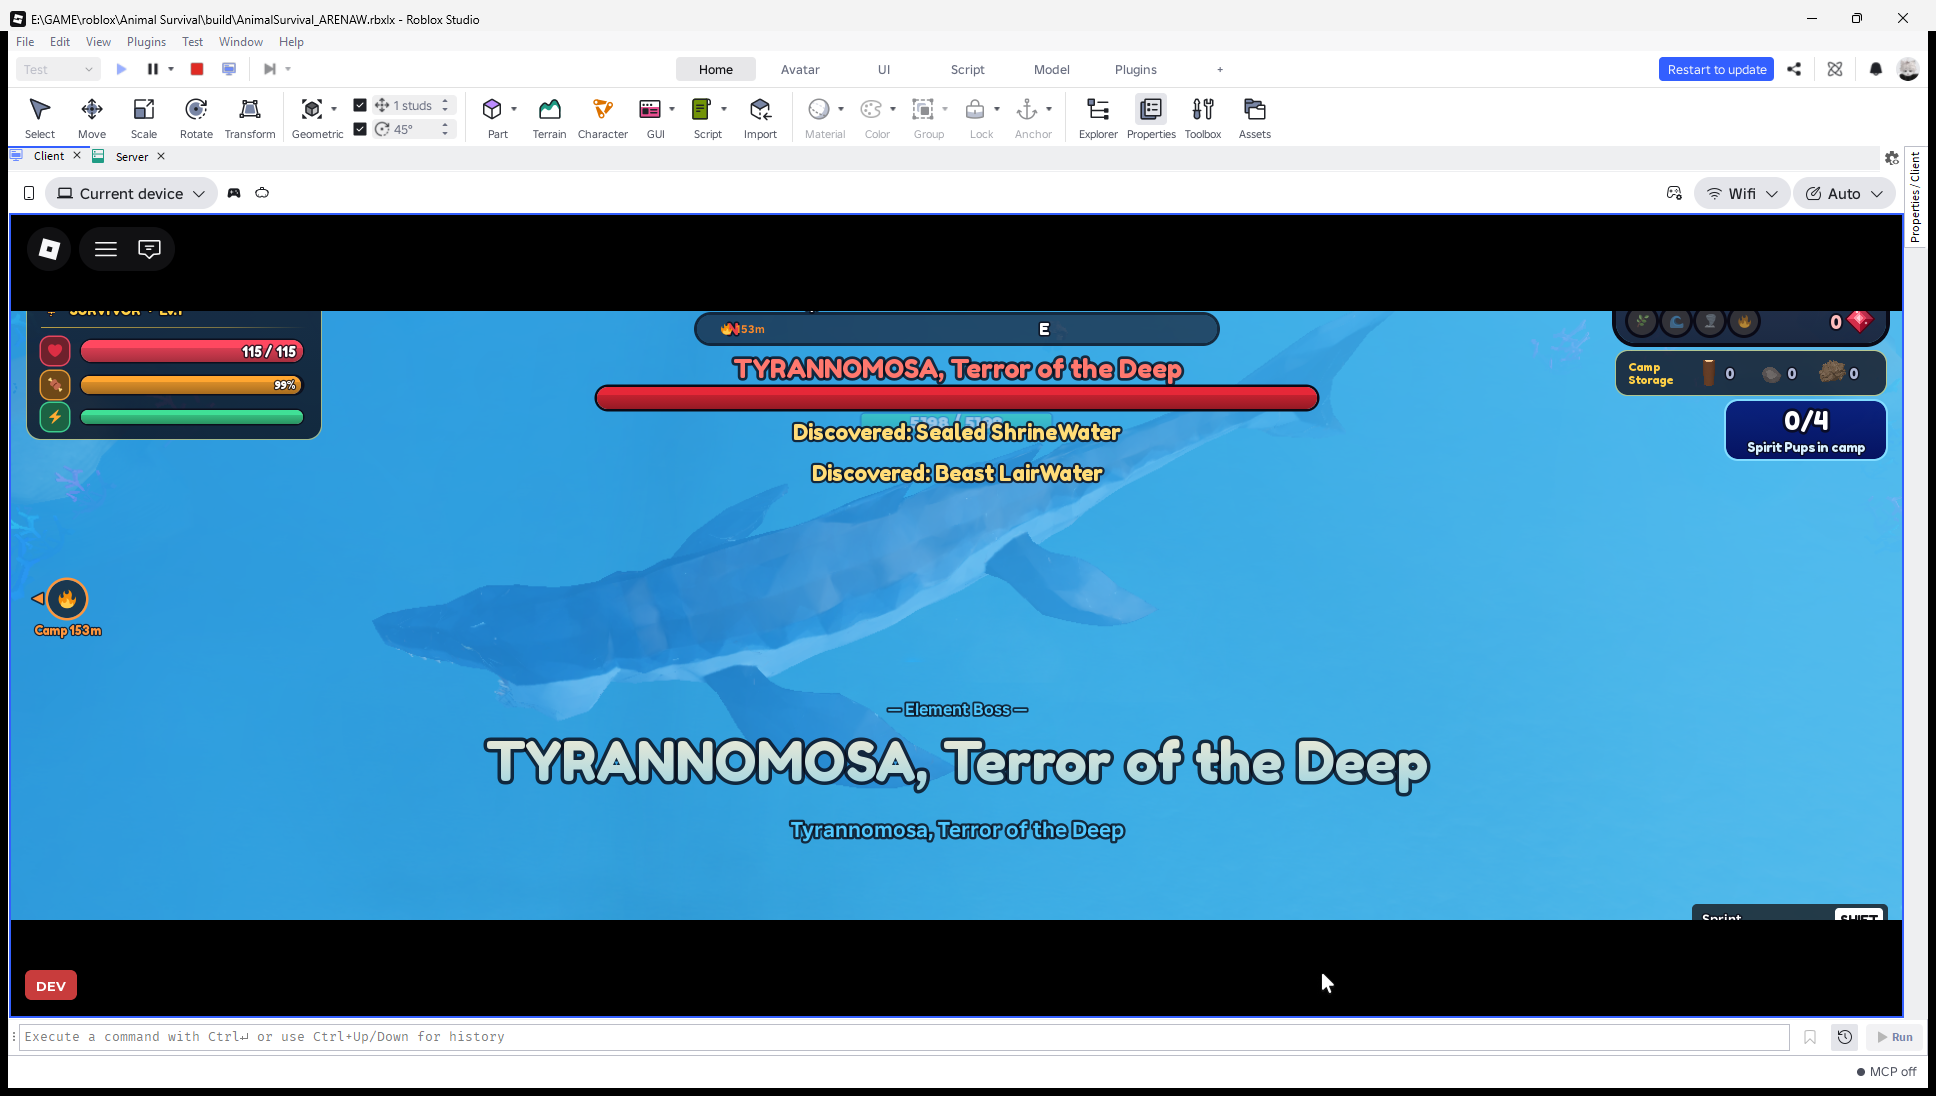 E:\GAME\roblox\Animal Survival\build\AnimalSurvival_ARENAW.rbxlx - Roblox Studio
File Edit View Plugins Test Window Help
Test
Home Avatar UI Script Model Plugins +
Restart to update
Select Move Scale Rotate Transform Geometric
1 studs
45°
Part Terrain Character GUI Script Import
Material Color Group Lock Anchor
Explorer Properties Toolbox Assets
Client Server
Properties / Client
Current device
Wifi Auto
115 / 115
99%
153m
E
TYRANNOMOSA, Terror of the Deep
Discovered: Sealed ShrineWater
Discovered: Beast LairWater
0
Camp Storage
0 0 0
0/4
Spirit Pups in camp
Camp 153m
— Element Boss —
TYRANNOMOSA, Terror of the Deep
Tyrannomosa, Terror of the Deep
Sprint SHIFT
DEV
Execute a command with Ctrl↵ or use Ctrl+Up/Down for history
Run
MCP off